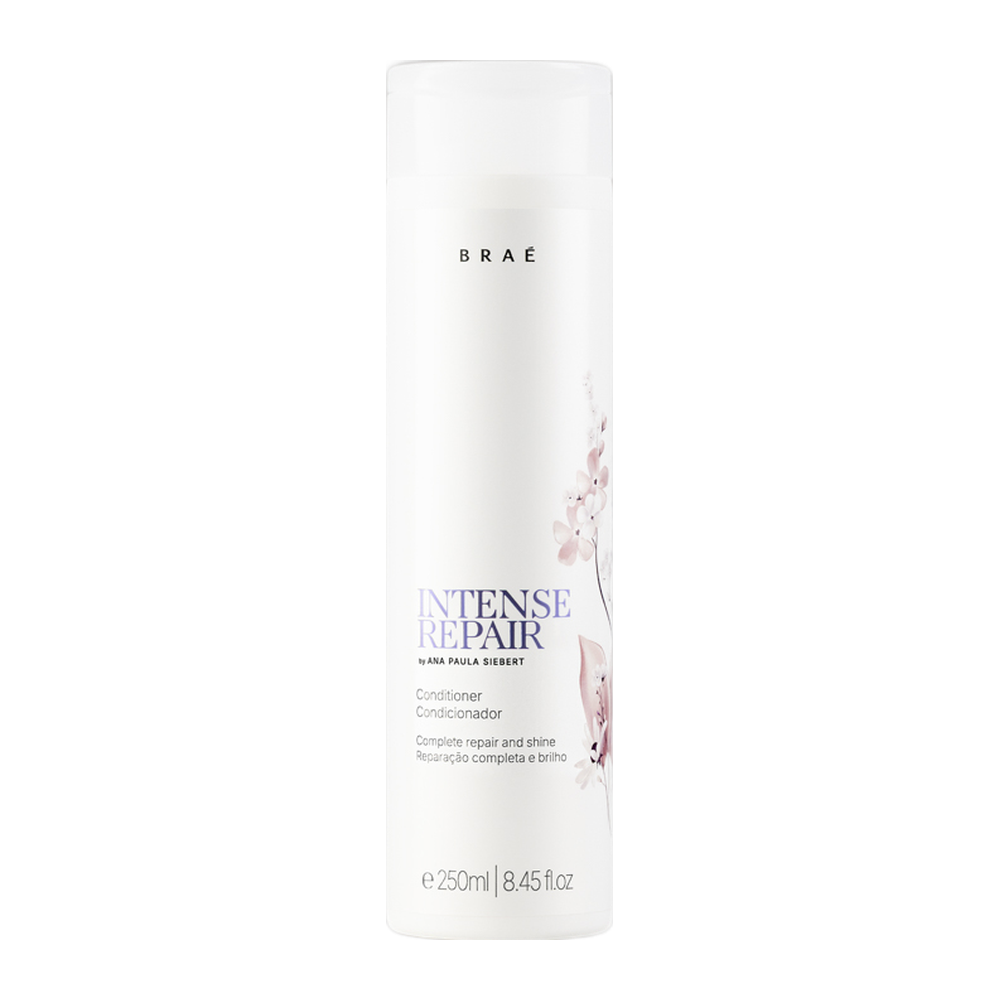 BRAÉ
INTENSE
REPAIR
by ANA PAULA SIEBERT
Conditioner
Condicionador
Complete repair and shine
Reparação completa e brilho
℮ 250ml | 8.45 fl.oz